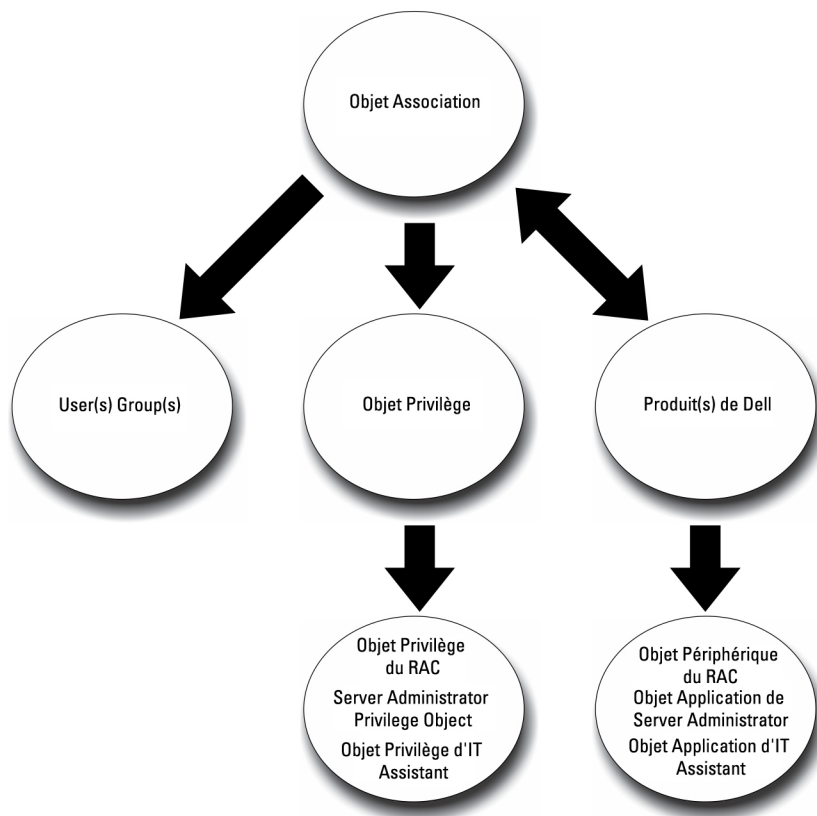 Objet Association
User(s) Group(s)
Objet Privilège
Produit(s) de Dell
Objet Privilège
du RAC
Server Administrator
Privilege Object
Objet Privilège d'IT
Assistant
Objet Périphérique
du RAC
Objet Application de
Server Administrator
Objet Application d'IT
Assistant